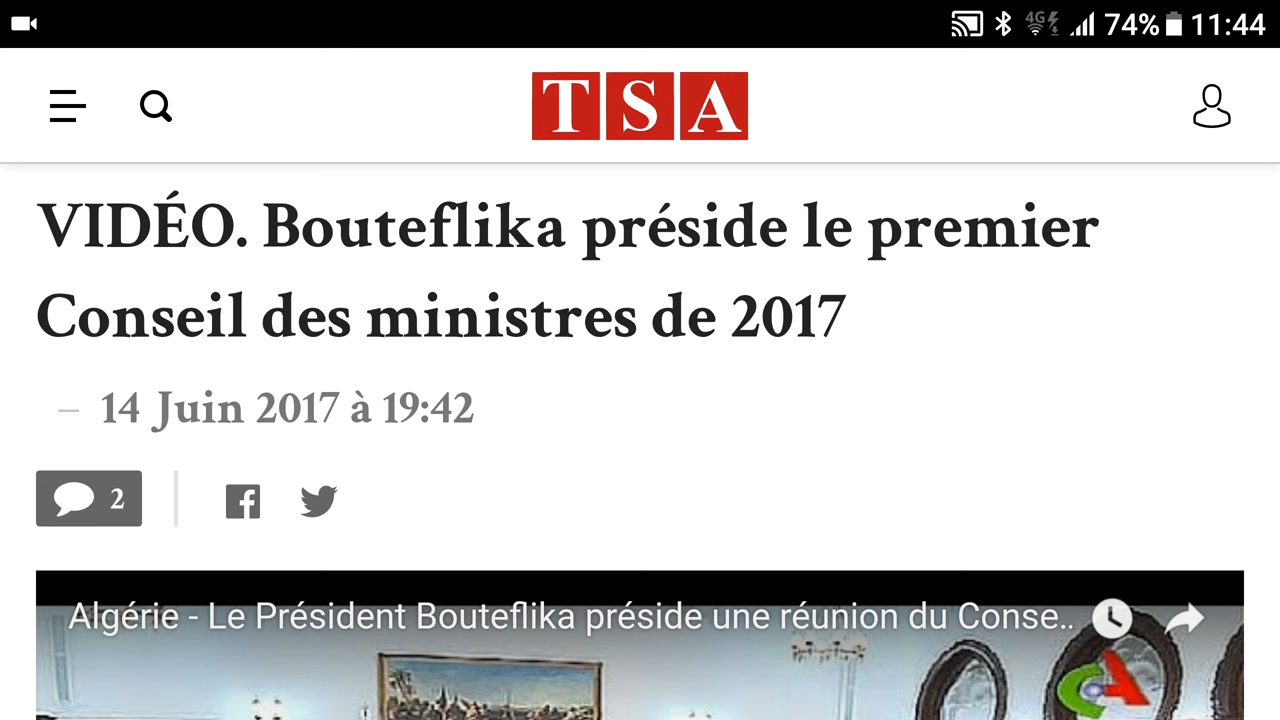 4G 74% 11:44
TSA
VIDÉO. Bouteflika préside le premier
Conseil des ministres de 2017
– 14 Juin 2017 à 19:42
2
Algérie - Le Président Bouteflika préside une réunion du Conse..